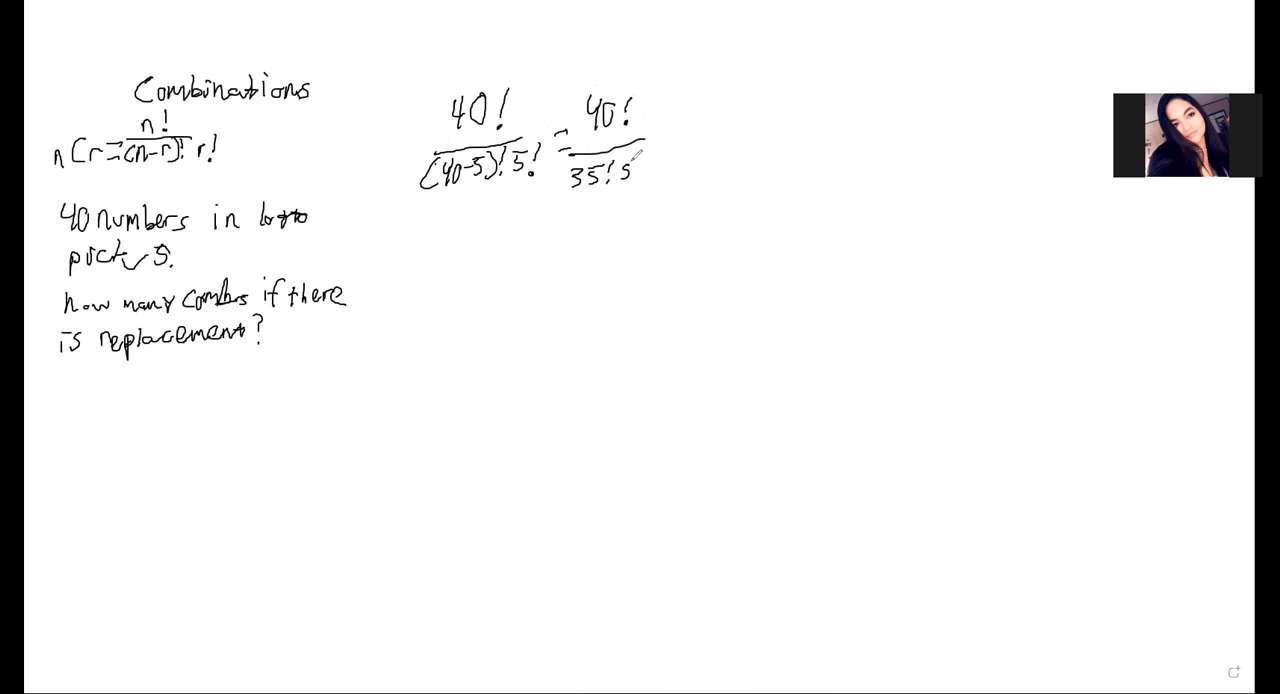 Combinations
nCr = n! / (n-r)! r!
40 numbers in lotto
pick 5.
how many combs if there
is replacement?
40! / (40-5)! 5! = 40! / 35! 5